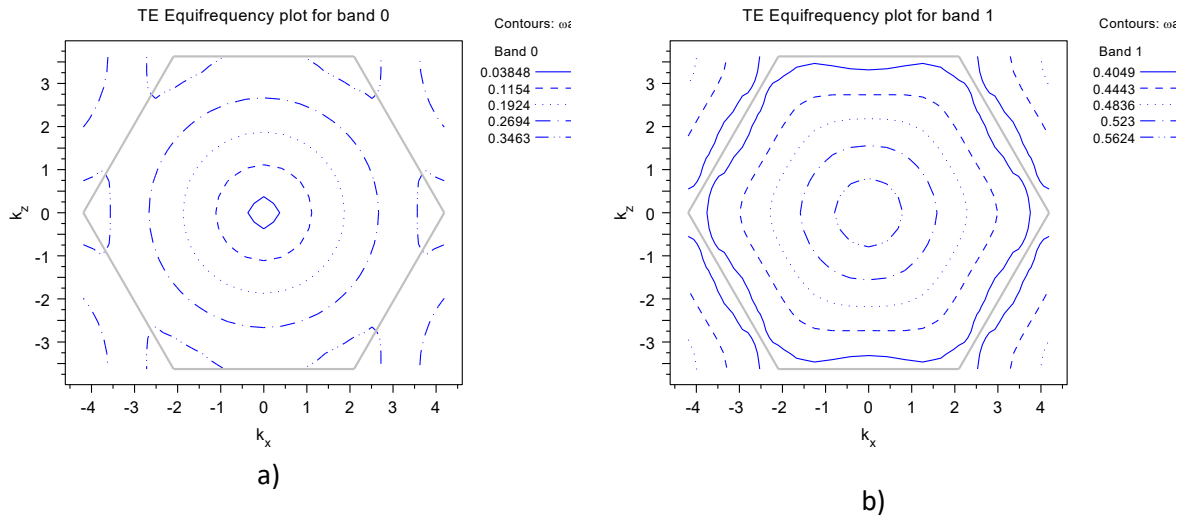 TE Equifrequency plot for band 0
Contours: ωa
Band 0
0.03848
0.1154
0.1924
0.2694
0.3463
3
2
1
0
-1
-2
-3
k_z
-4 -3 -2 -1 0 1 2 3 4
k_x
a)
TE Equifrequency plot for band 1
Contours: ωa
Band 1
0.4049
0.4443
0.4836
0.523
0.5624
3
2
1
0
-1
-2
-3
k_z
-4 -3 -2 -1 0 1 2 3 4
k_x
b)